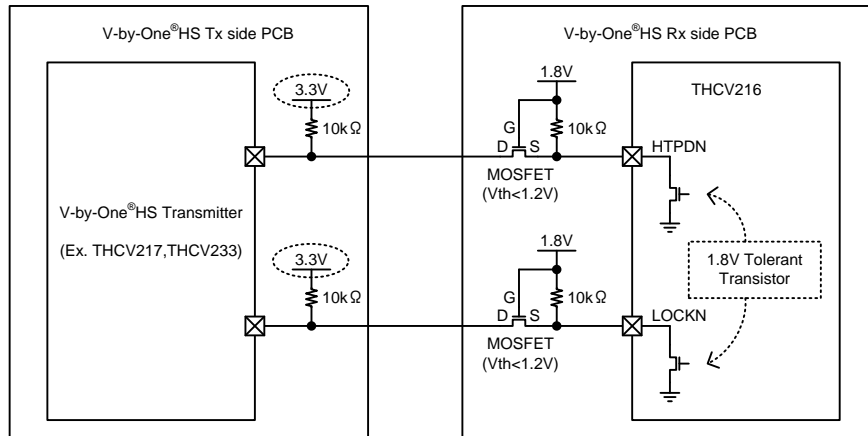 V-by-One®HS Tx side PCB
V-by-One®HS Transmitter
(Ex. THCV217,THCV233)
3.3V
10kΩ
3.3V
10kΩ
V-by-One®HS Rx side PCB
1.8V
10kΩ
G
D S
MOSFET
(Vth<1.2V)
1.8V
10kΩ
G
D S
MOSFET
(Vth<1.2V)
THCV216
HTPDN
1.8V Tolerant
Transistor
LOCKN